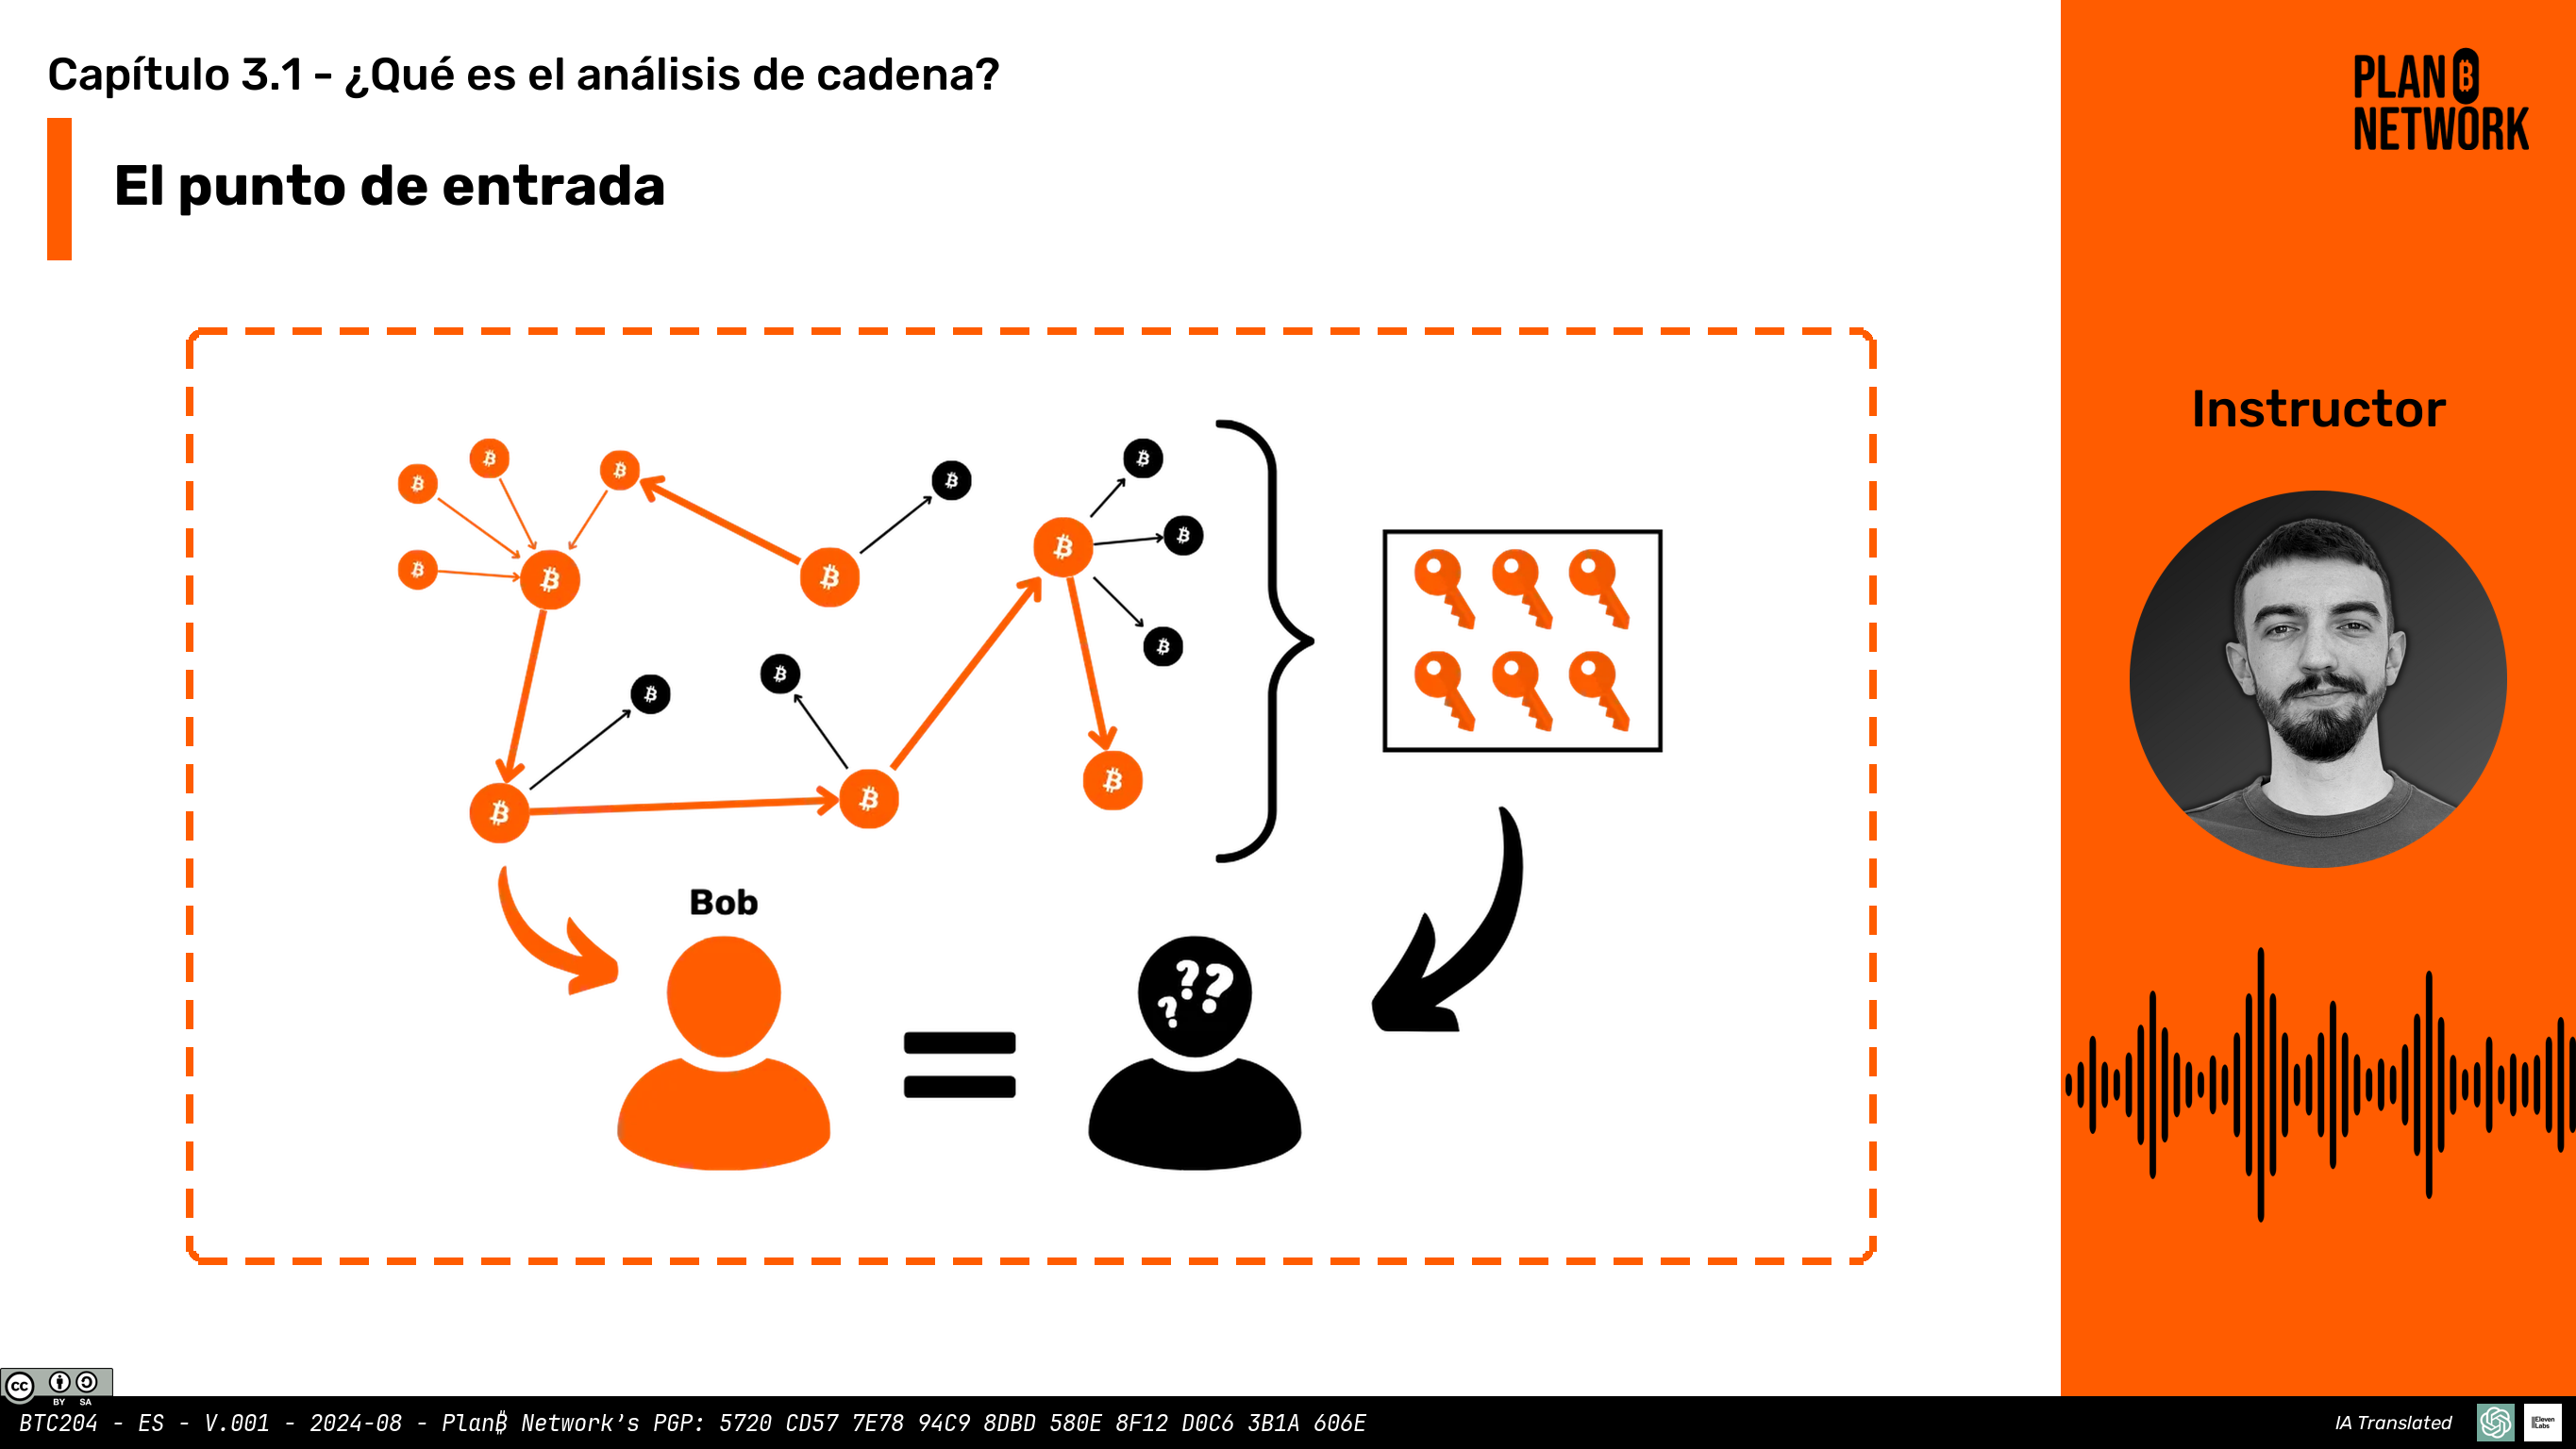 Capítulo 3.1 - ¿Qué es el análisis de cadena?
El punto de entrada
PLAN ₿
NETWORK
Instructor
Bob
? ? ?
CC BY SA
BTC204 - ES - V.001 - 2024-08 - Plan₿ Network's PGP: 5720 CD57 7E78 94C9 8DBD 580E 8F12 D0C6 3B1A 606E
IA Translated
IIElevenLabs